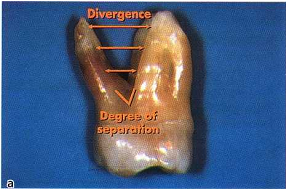 Divergence
Degree of
separation
a